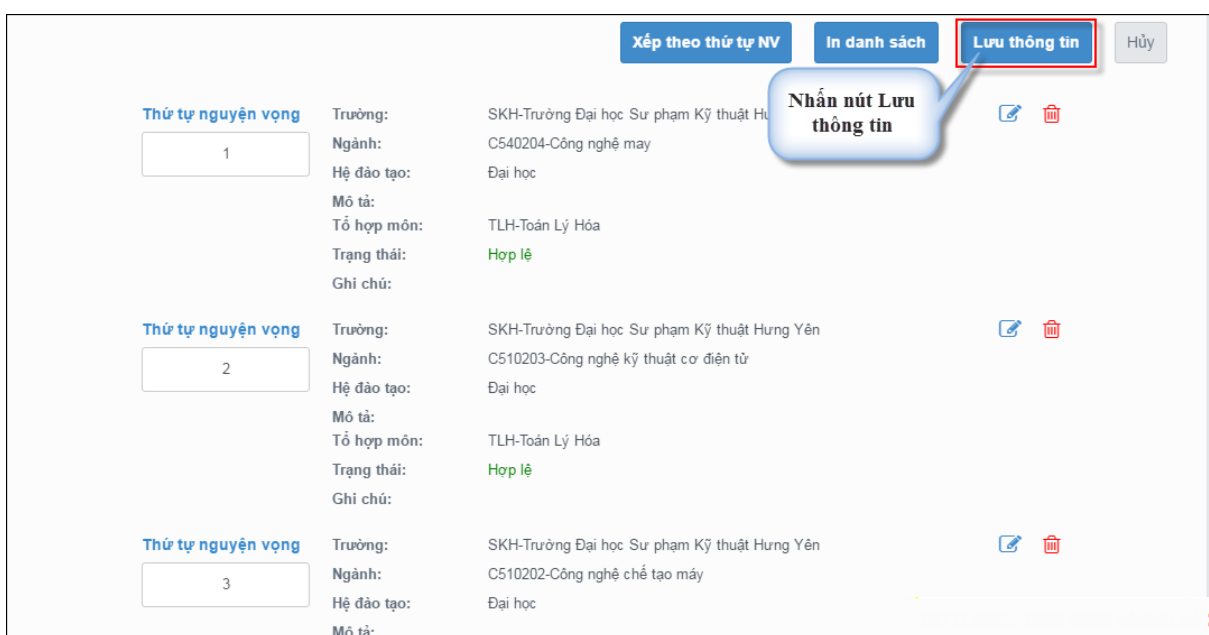 Xếp theo thứ tự NV In danh sách Lưu thông tin Hủy
Nhấn nút Lưu
thông tin
Thứ tự nguyện vọng Trường: SKH-Trường Đại học Sư phạm Kỹ thuật
1 Ngành: C540204-Công nghệ may
Hệ đào tạo: Đại học
Mô tả:
Tổ hợp môn: TLH-Toán Lý Hóa
Trạng thái: Hợp lệ
Ghi chú:
Thứ tự nguyện vọng Trường: SKH-Trường Đại học Sư phạm Kỹ thuật Hưng Yên
2 Ngành: C510203-Công nghệ kỹ thuật cơ điện tử
Hệ đào tạo: Đại học
Mô tả:
Tổ hợp môn: TLH-Toán Lý Hóa
Trạng thái: Hợp lệ
Ghi chú:
Thứ tự nguyện vọng Trường: SKH-Trường Đại học Sư phạm Kỹ thuật Hưng Yên
3 Ngành: C510202-Công nghệ chế tạo máy
Hệ đào tạo: Đại học
Mô tả: